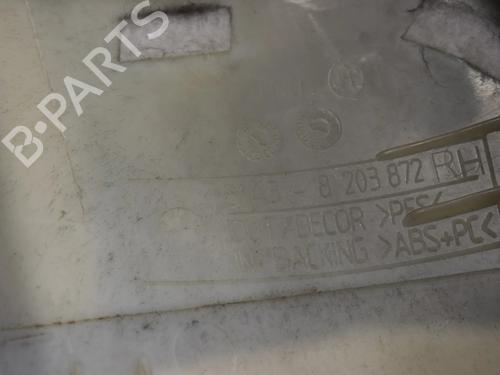 B-PARTS
- 8 203 872 RH
/DECOR >PES<
BACKING >ABS+PC<